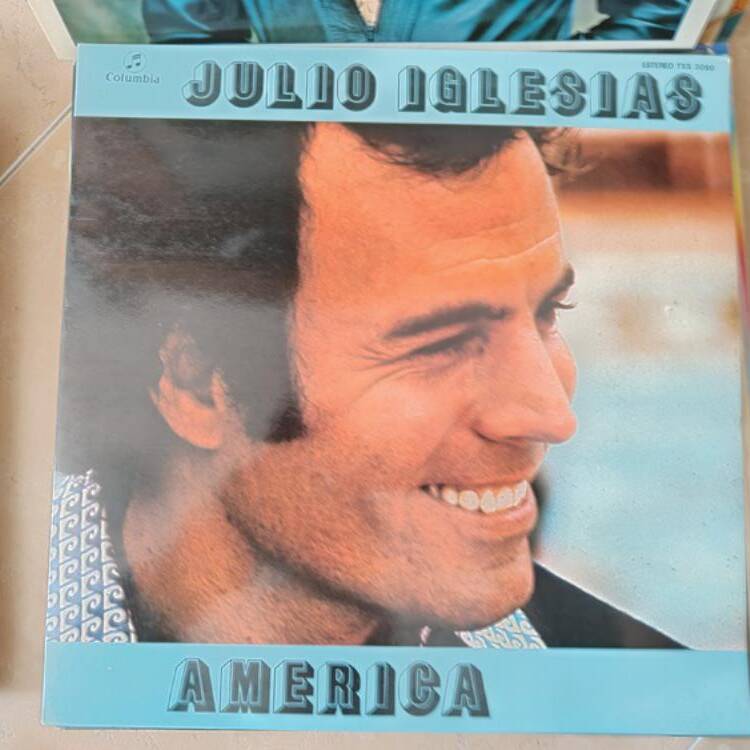 Columbia
JULIO IGLESIAS
ESTEREO TXS 3090
AMERICA